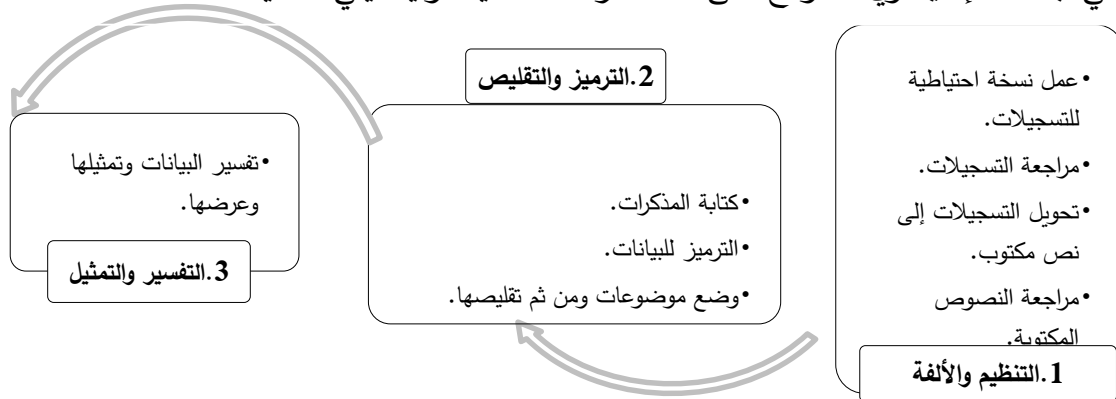 •عمل نسخة احتياطية
للتسجيلات.
•مراجعة التسجيلات.
•تحويل التسجيلات إلى
نص مكتوب.
•مراجعة النصوص
المكتوبة.
1.التنظيم والألفة
2.الترميز والتقليص
•كتابة المذكرات.
•الترميز للبيانات.
•وضع موضوعات ومن ثم تقليصها.
•تفسير البيانات وتمثيلها
وعرضها.
3.التفسير والتمثيل